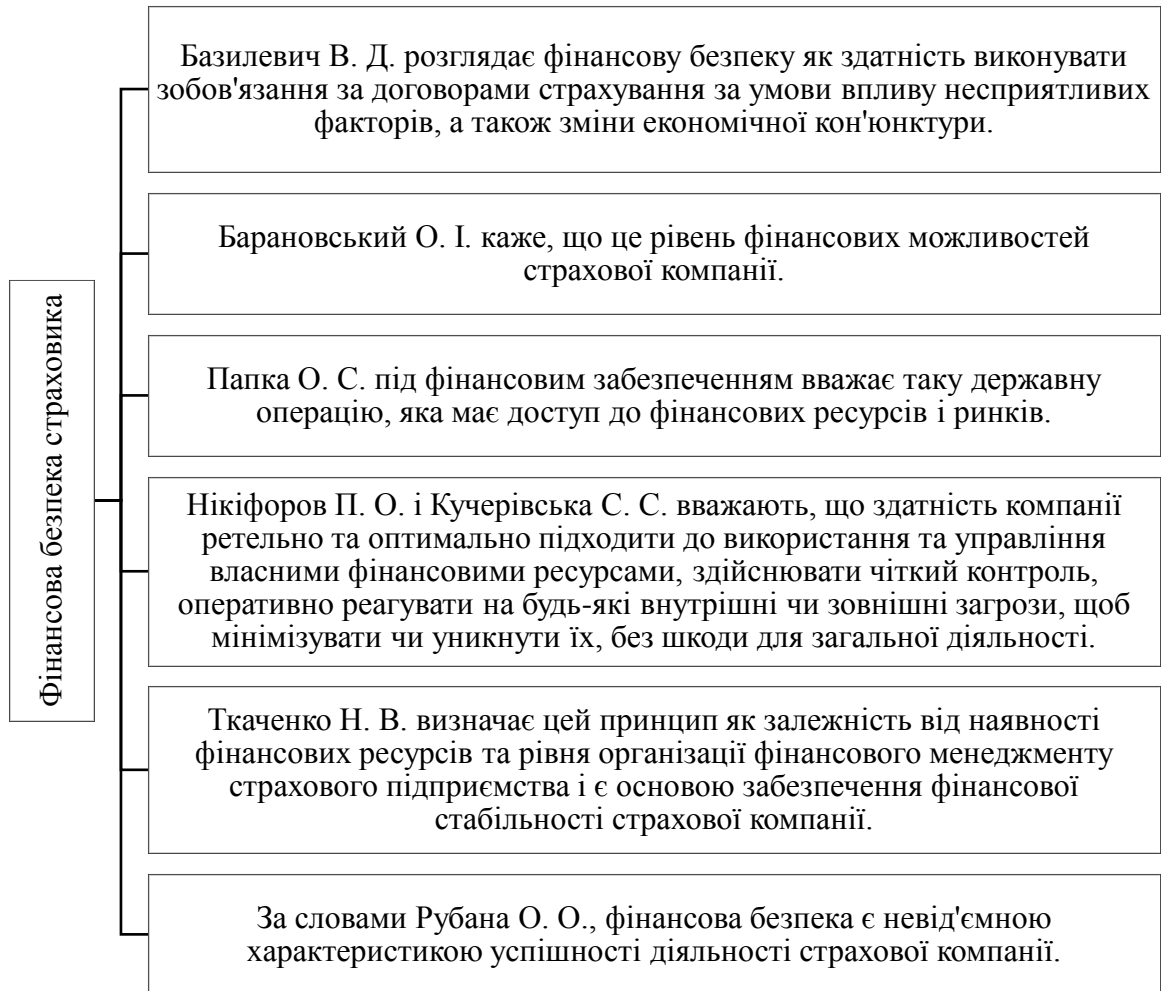 Фінансова безпека страховика
Базилевич В. Д. розглядає фінансову безпеку як здатність виконувати
зобов'язання за договорами страхування за умови впливу несприятливих
факторів, а також зміни економічної кон'юнктури.
Барановський О. І. каже, що це рівень фінансових можливостей
страхової компанії.
Папка О. С. під фінансовим забезпеченням вважає таку державну
операцію, яка має доступ до фінансових ресурсів і ринків.
Нікіфоров П. О. і Кучерівська С. С. вважають, що здатність компанії
ретельно та оптимально підходити до використання та управління
власними фінансовими ресурсами, здійснювати чіткий контроль,
оперативно реагувати на будь-які внутрішні чи зовнішні загрози, щоб
мінімізувати чи уникнути їх, без шкоди для загальної діяльності.
Ткаченко Н. В. визначає цей принцип як залежність від наявності
фінансових ресурсів та рівня організації фінансового менеджменту
страхового підприємства і є основою забезпечення фінансової
стабільності страхової компанії.
За словами Рубана О. О., фінансова безпека є невід'ємною
характеристикою успішності діяльності страхової компанії.